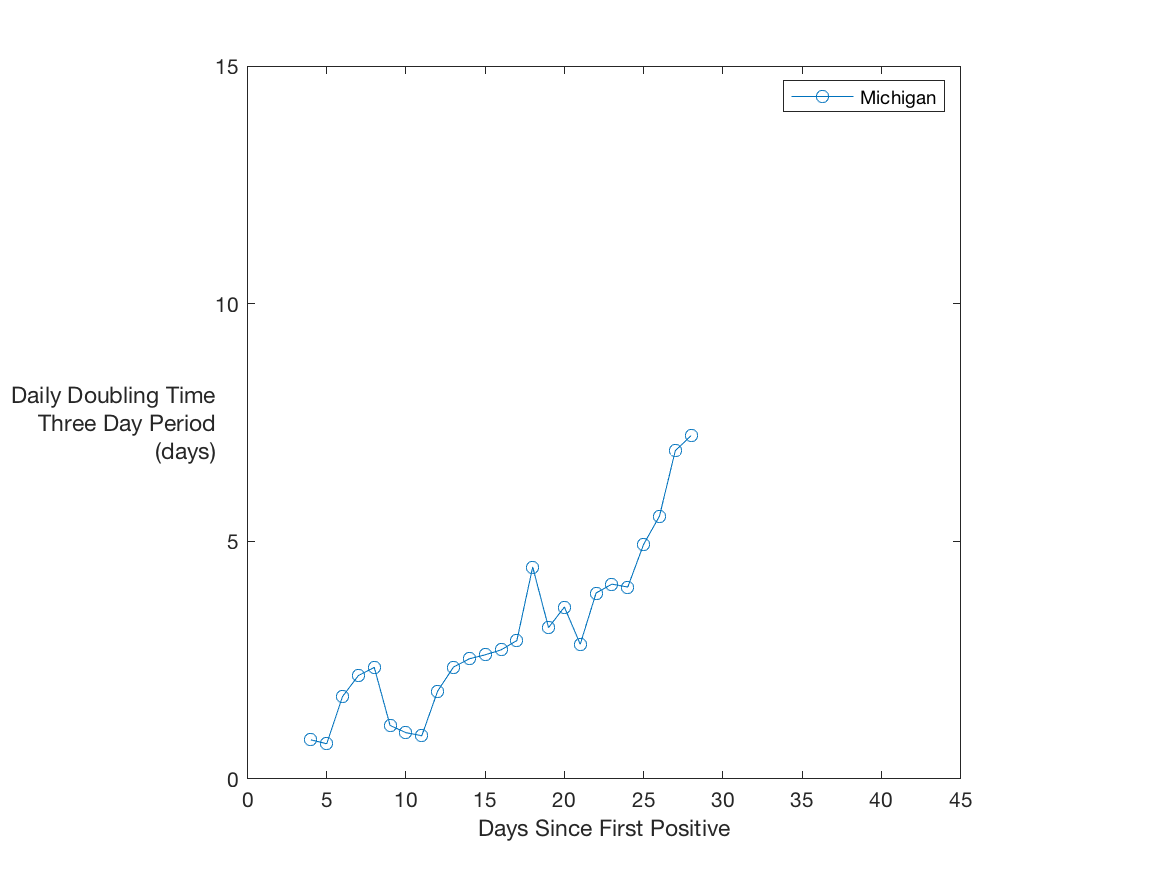 15
Michigan
10
Daily Doubling Time
Three Day Period
(days)
5
0
0 5 10 15 20 25 30 35 40 45
Days Since First Positive